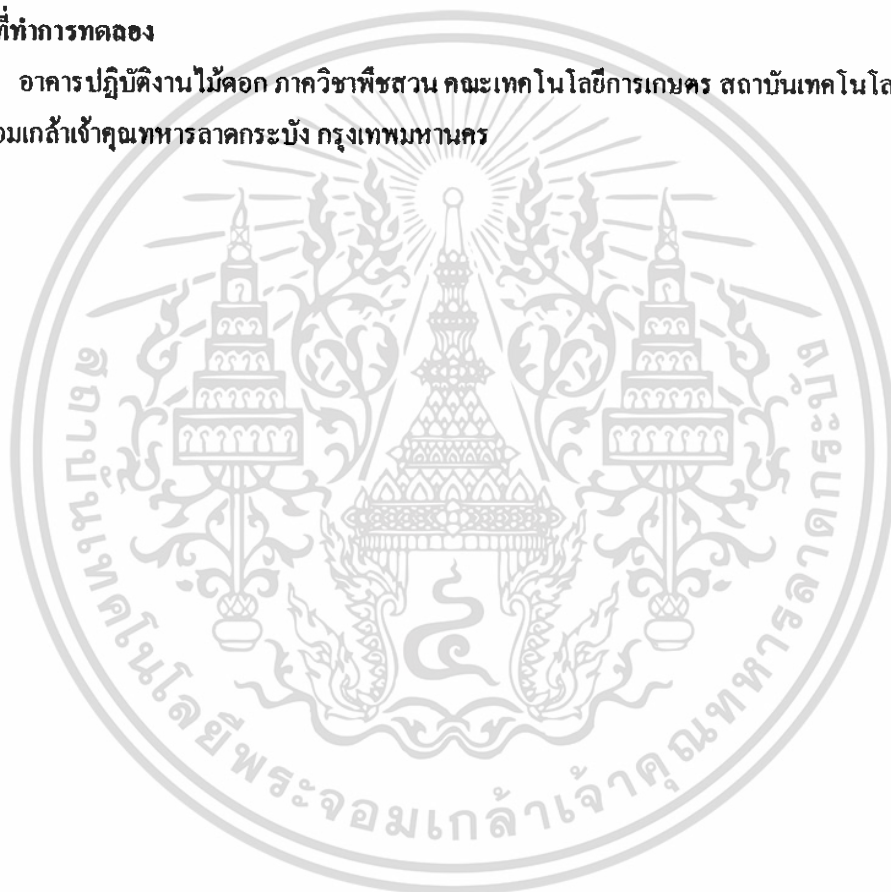 ที่ทำการทดลอง
อาคารปฏิบัติงานไม้ดอก ภาควิชาพืชสวน คณะเทคโนโลยีการเกษตร สถาบันเทคโนโล
อมเกล้าเจ้าคุณทหารลาดกระบัง กรุงเทพมหานคร
สถาบันเทคโนโลยีพระจอมเกล้าเจ้าคุณทหารลาดกระบัง